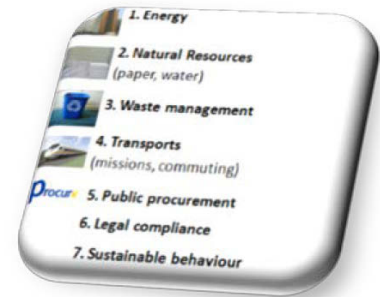 1. Energy
2. Natural Resources
(paper, water)
3. Waste management
4. Transports
(missions, commuting)
Procur
5. Public procurement
6. Legal compliance
7. Sustainable behaviour